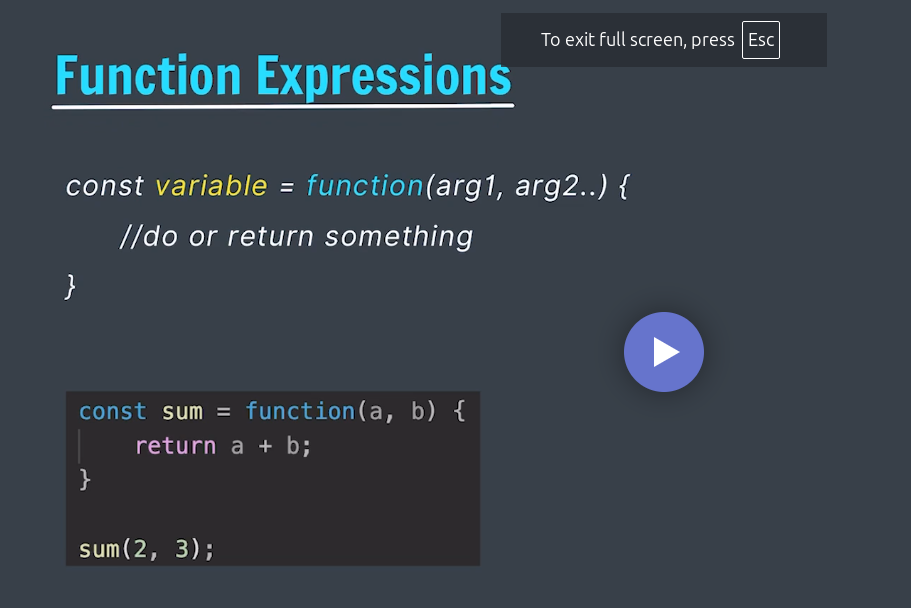 To exit full screen, press Esc
Function Expressions
const variable = function(arg1, arg2..) {
//do or return something
}
const sum = function(a, b) {
return a + b;
}
sum(2, 3);